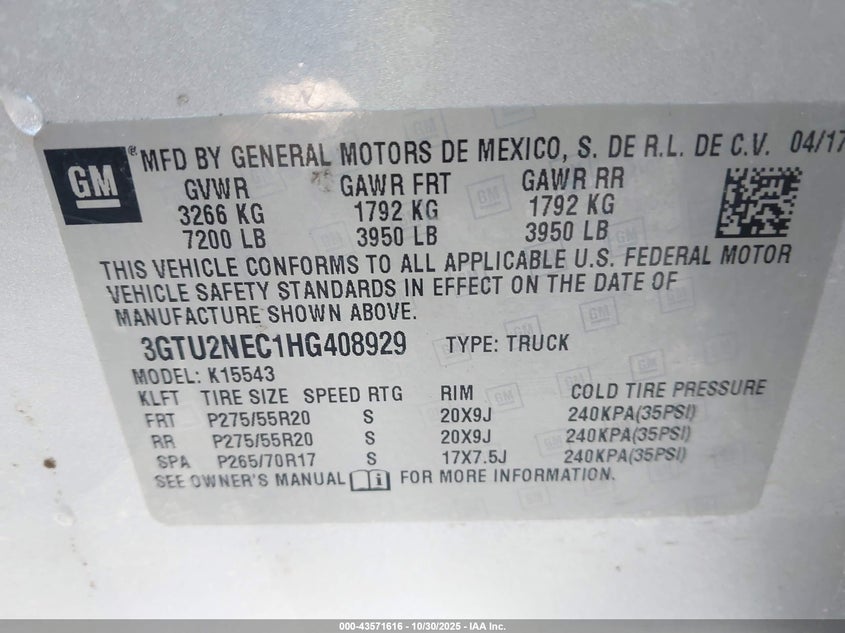 GM ® MFD BY GENERAL MOTORS DE MEXICO, S. DE R.L. DE C.V. 04/17
GVWR GAWR FRT GAWR RR
3266 KG 1792 KG 1792 KG
7200 LB 3950 LB 3950 LB
THIS VEHICLE CONFORMS TO ALL APPLICABLE U.S. FEDERAL MOTOR
VEHICLE SAFETY STANDARDS IN EFFECT ON THE DATE OF
MANUFACTURE SHOWN ABOVE.
3GTU2NEC1HG408929 TYPE: TRUCK
MODEL: K15543
KLFT TIRE SIZE SPEED RTG RIM COLD TIRE PRESSURE
FRT P275/55R20 S 20X9J 240KPA(35PSI)
RR P275/55R20 S 20X9J 240KPA(35PSI)
SPA P265/70R17 S 17X7.5J 240KPA(35PSI)
SEE OWNER'S MANUAL i FOR MORE INFORMATION.
000-43571616 - 10/30/2025 - IAA Inc.